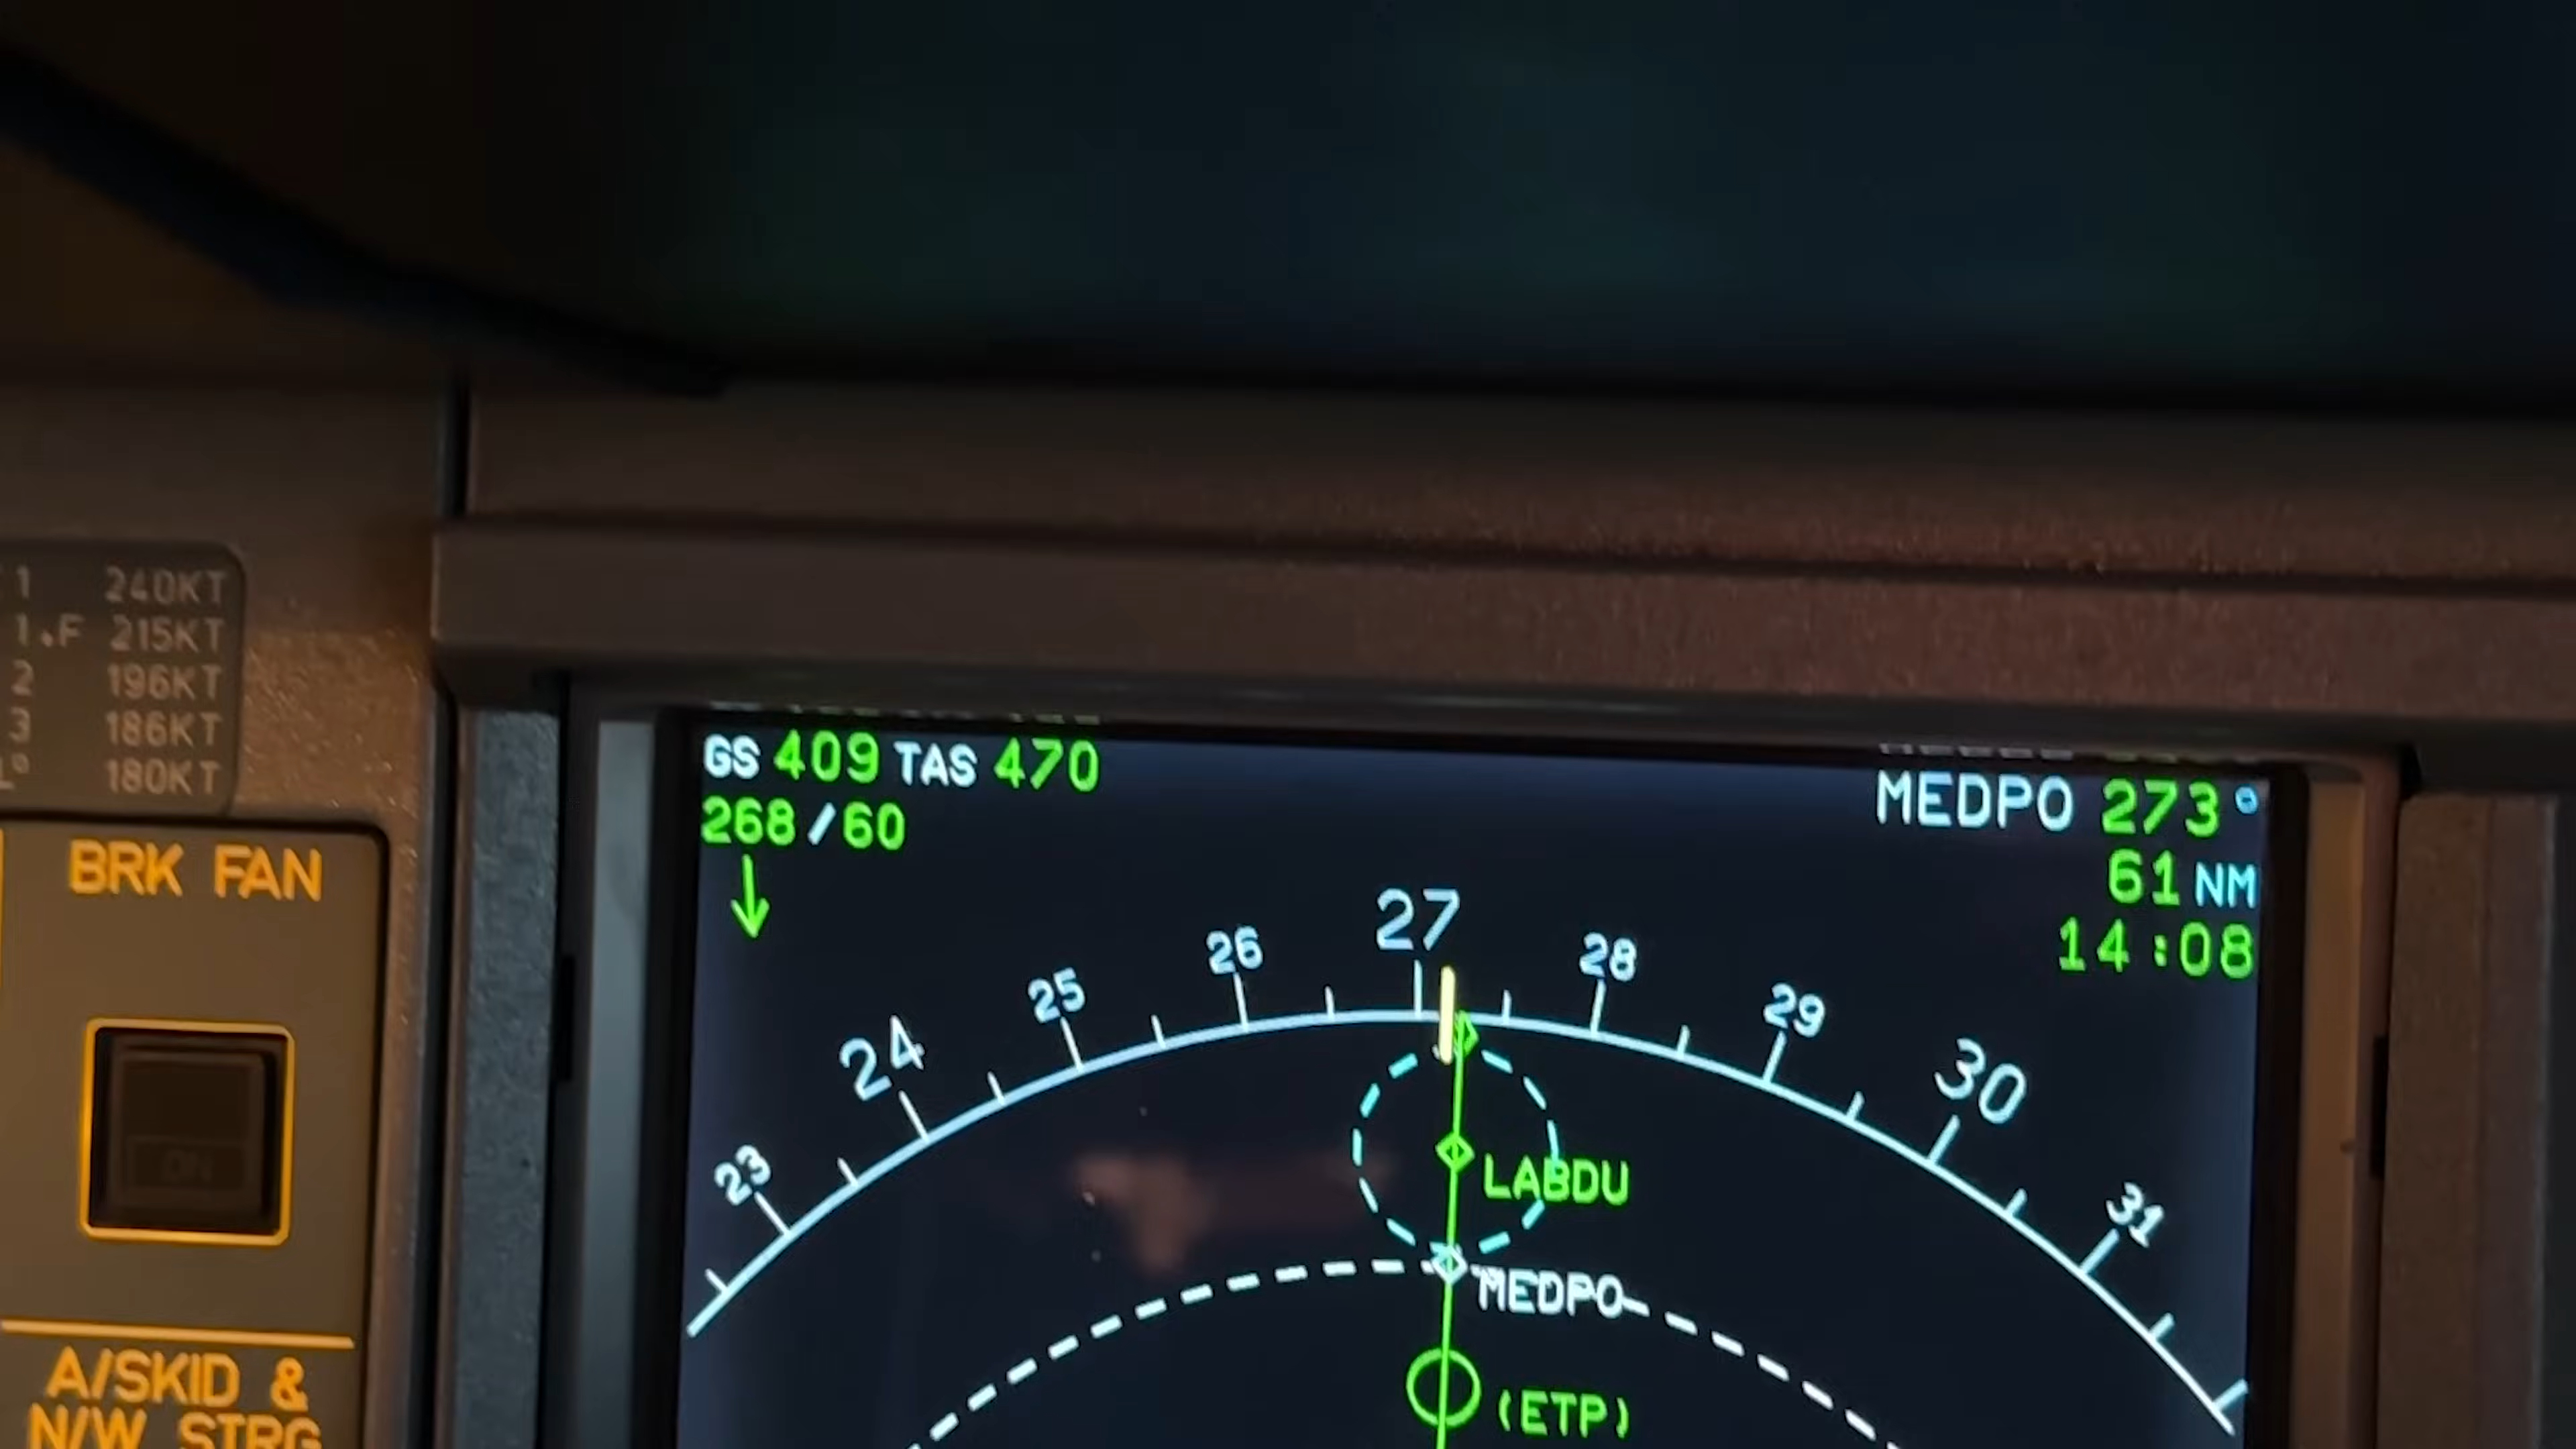 1 240KT
1.F 215KT
2 196KT
3 186KT
180KT
BRK FAN
ON
A/SKID &
N/W STRG
GS 409 TAS 470
268/60
MEDPO 273°
61 NM
14:08
23 24 25 26 27 28 29 30 31
LABDU
MEDPO
(ETP)